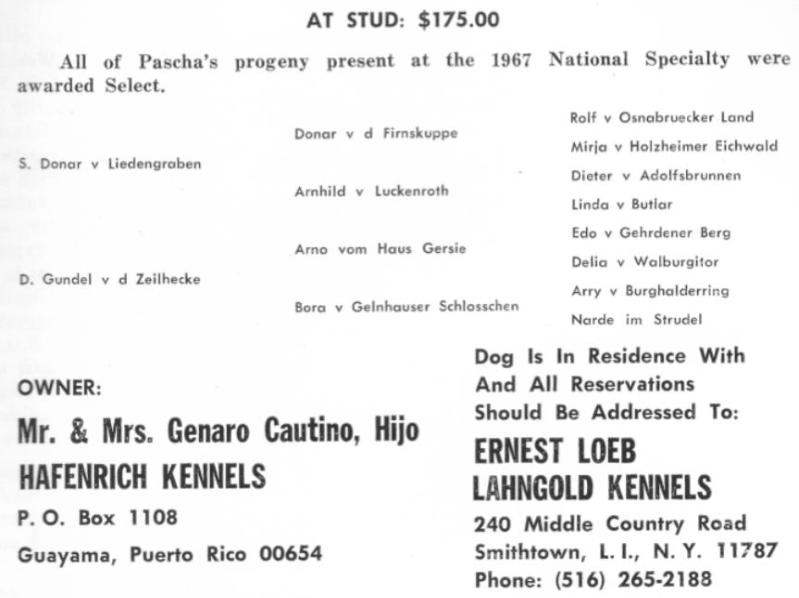 AT STUD: $175.00
All of Pascha's progeny present at the 1967 National Specialty were
awarded Select.
S. Donar v Liedengraben
D. Gundel v d Zeilhecke
Donar v d Firnskuppe
Arnhild v Luckenroth
Arno vom Haus Gersie
Bora v Gelnhauser Schlosschen
Rolf v Osnabruecker Land
Mirja v Holzheimer Eichwald
Dieter v Adolfsbrunnen
Linda v Butlar
Edo v Gehrdener Berg
Delia v Walburgitor
Arry v Burghalderring
Narde im Strudel
OWNER:
Mr. & Mrs. Genaro Cautino, Hijo
HAFENRICH KENNELS
P. O. Box 1108
Guayama, Puerto Rico 00654
Dog Is In Residence With
And All Reservations
Should Be Addressed To:
ERNEST LOEB
LAHNGOLD KENNELS
240 Middle Country Road
Smithtown, L. I., N. Y. 11787
Phone: (516) 265-2188